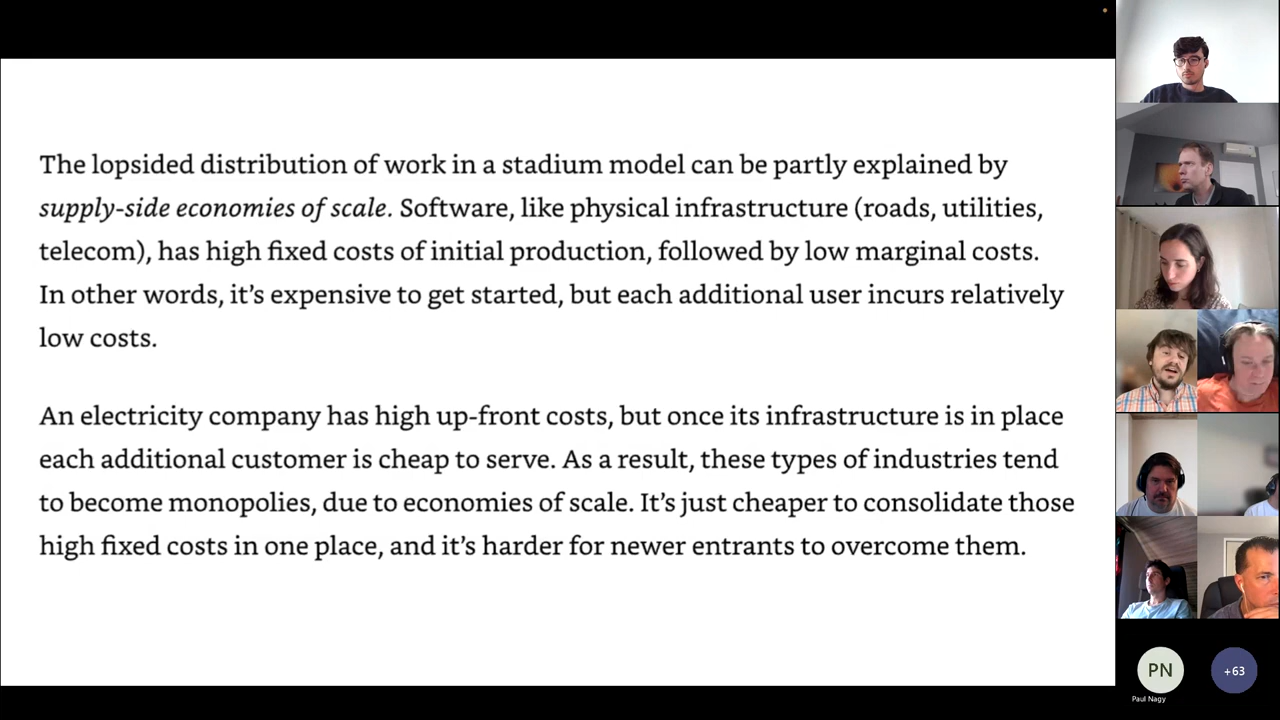 The lopsided distribution of work in a stadium model can be partly explained by
supply-side economies of scale. Software, like physical infrastructure (roads, utilities,
telecom), has high fixed costs of initial production, followed by low marginal costs.
In other words, it’s expensive to get started, but each additional user incurs relatively
low costs.
An electricity company has high up-front costs, but once its infrastructure is in place
each additional customer is cheap to serve. As a result, these types of industries tend
to become monopolies, due to economies of scale. It’s just cheaper to consolidate those
high fixed costs in one place, and it’s harder for newer entrants to overcome them.
PN
+63
Paul Nagy